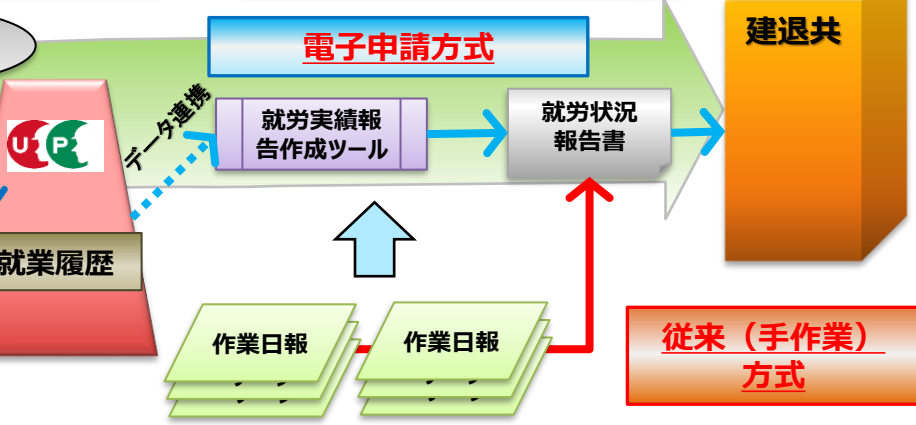 電子申請方式
建退共
データ連携
就労実績報
告作成ツール
就労状況
報告書
就業履歴
作業日報
作業日報
従来（手作業）
方式